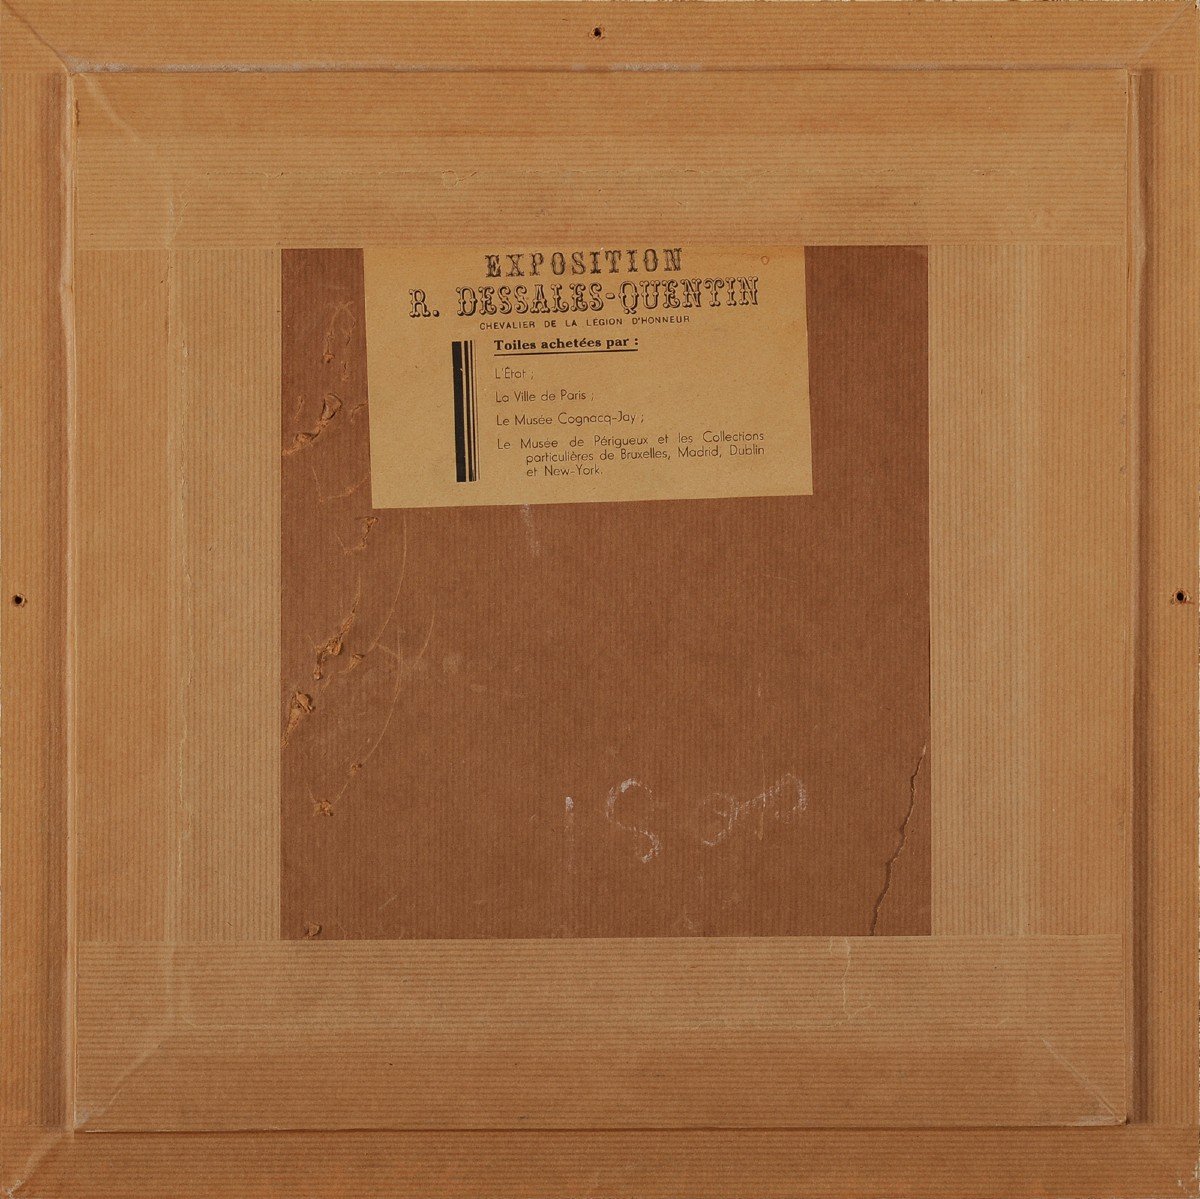 EXPOSITION
R. DESSALES-QUENTIN
CHEVALIER DE LA LÉGION D'HONNEUR
Toiles achetées par :
L'État ;
La Ville de Paris ;
Le Musée Cognacq-Jay ;
Le Musée de Périgueux et les Collections
particulières de Bruxelles, Madrid, Dublin
et New-York.